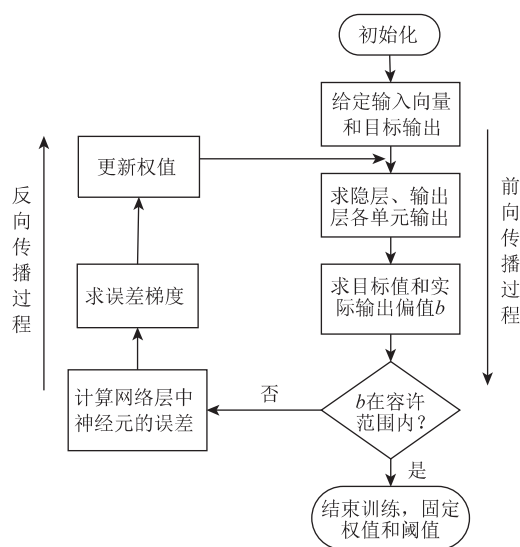 初始化
给定输入向量
和目标输出
更新权值
求隐层、输出
层各单元输出
求误差梯度
求目标值和实
际输出偏值b
计算网络层中
神经元的误差
否
b在容许
范围内?
是
结束训练，固定
权值和阈值
反向传播过程
前向传播过程